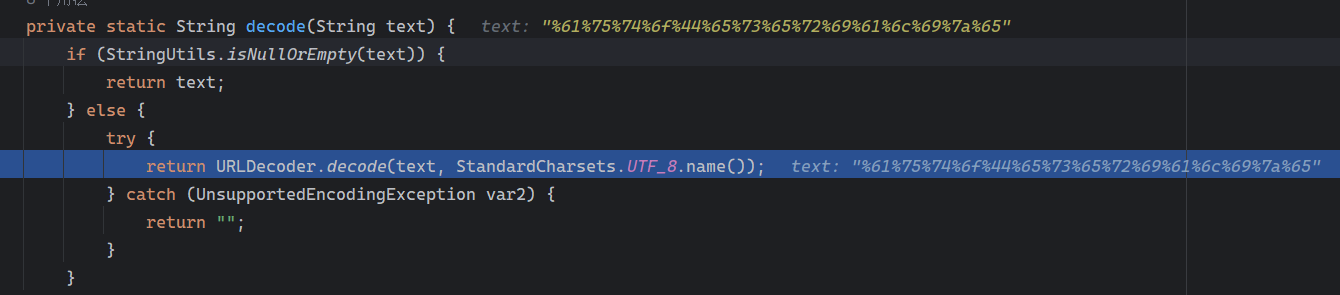 private static String decode(String text) {  text: "%61%75%74%6f%44%65%73%65%72%69%61%6c%69%7a%65"
if (StringUtils.isNullOrEmpty(text)) {
return text;
} else {
try {
return URLDecoder.decode(text, StandardCharsets.UTF_8.name());  text: "%61%75%74%6f%44%65%73%65%72%69%61%6c%69%7a%65"
} catch (UnsupportedEncodingException var2) {
return "";
}
}